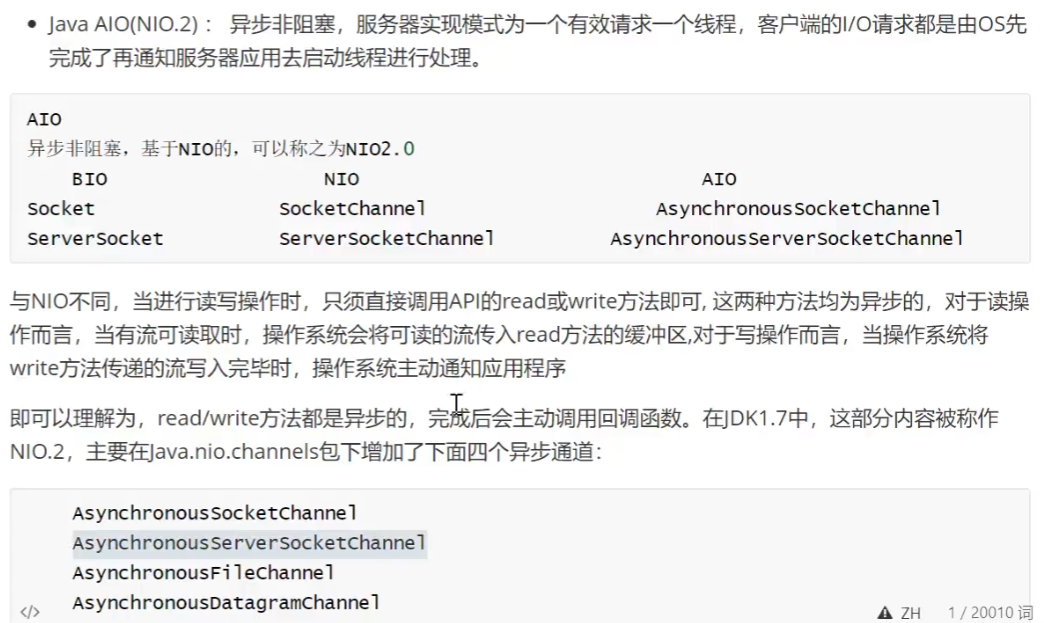 • Java AIO(NIO.2) : 异步非阻塞，服务器实现模式为一个有效请求一个线程，客户端的I/O请求都是由OS先
完成了再通知服务器应用去启动线程进行处理。
AIO
异步非阻塞，基于NIO的，可以称之为NIO2.0
BIO NIO AIO
Socket SocketChannel AsynchronousSocketChannel
ServerSocket ServerSocketChannel AsynchronousServerSocketChannel
与NIO不同，当进行读写操作时，只须直接调用API的read或write方法即可, 这两种方法均为异步的，对于读操
作而言，当有流可读取时，操作系统会将可读的流传入read方法的缓冲区,对于写操作而言，当操作系统将
write方法传递的流写入完毕时，操作系统主动通知应用程序
即可以理解为，read/write方法都是异步的，完成后会主动调用回调函数。在JDK1.7中，这部分内容被称作
NIO.2，主要在Java.nio.channels包下增加了下面四个异步通道：
AsynchronousSocketChannel
AsynchronousServerSocketChannel
AsynchronousFileChannel
AsynchronousDatagramChannel
</> ZH 1 / 20010 词